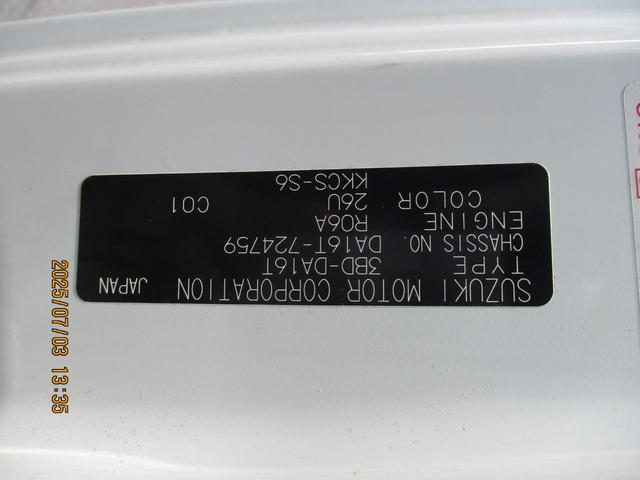 SUZUKI MOTOR CORPORATION JAPAN
TYPE 3BD-DA16T
CHASSIS NO. DA16T-724759
ENGINE R06A
COLOR 26U C01
KKCS-S6
2025/07/03 13:35